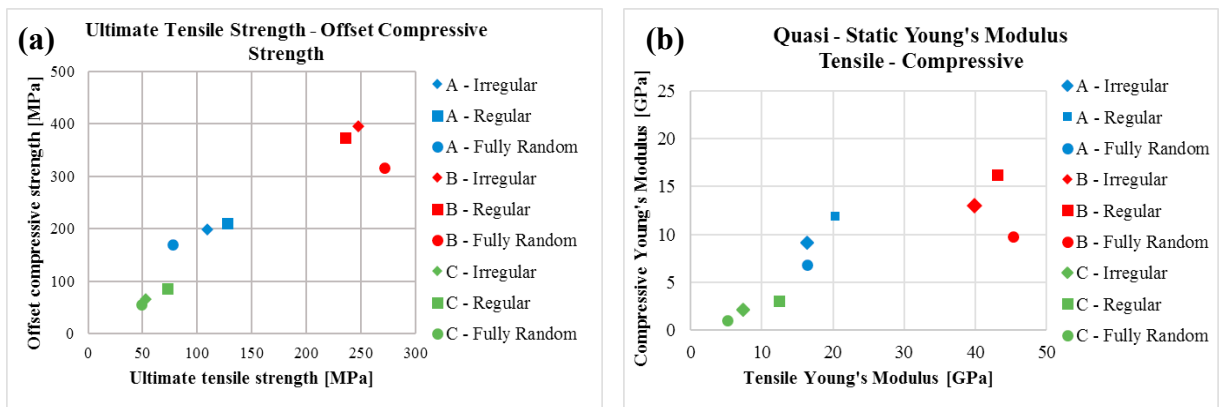 (a)
Ultimate Tensile Strength - Offset Compressive
Strength
Offset compressive strength [MPa]
500
400
300
200
100
0
0 50 100 150 200 250 300
Ultimate tensile strength [MPa]
A - Irregular
A - Regular
A - Fully Random
B - Irregular
B - Regular
B - Fully Random
C - Irregular
C - Regular
C - Fully Random
(b)
Quasi - Static Young's Modulus
Tensile - Compressive
Compressive Young's Modulus [GPa]
25
20
15
10
5
0
0 10 20 30 40 50
Tensile Young's Modulus [GPa]
A - Irregular
A - Regular
A - Fully Random
B - Irregular
B - Regular
B - Fully Random
C - Irregular
C - Regular
C - Fully Random